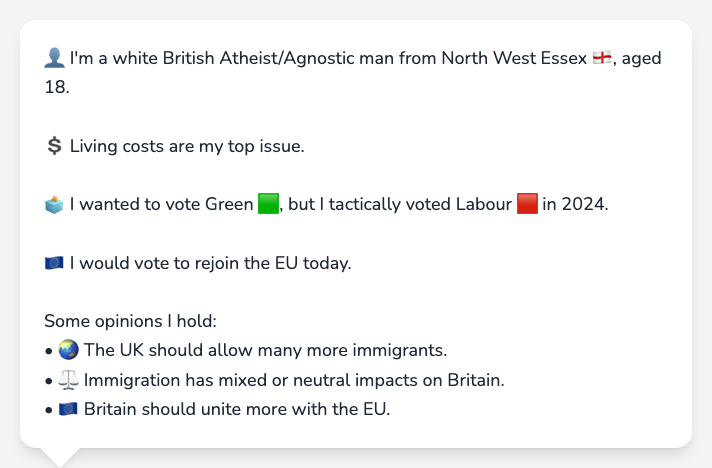 👤 I'm a white British Atheist/Agnostic man from North West Essex 🏴󠁧󠁢󠁥󠁮󠁧󠁿, aged
18.
💲 Living costs are my top issue.
🗳️ I wanted to vote Green 🟩, but I tactically voted Labour 🟥 in 2024.
🇪🇺 I would vote to rejoin the EU today.
Some opinions I hold:
• 🌏 The UK should allow many more immigrants.
• ⚖️ Immigration has mixed or neutral impacts on Britain.
• 🇪🇺 Britain should unite more with the EU.